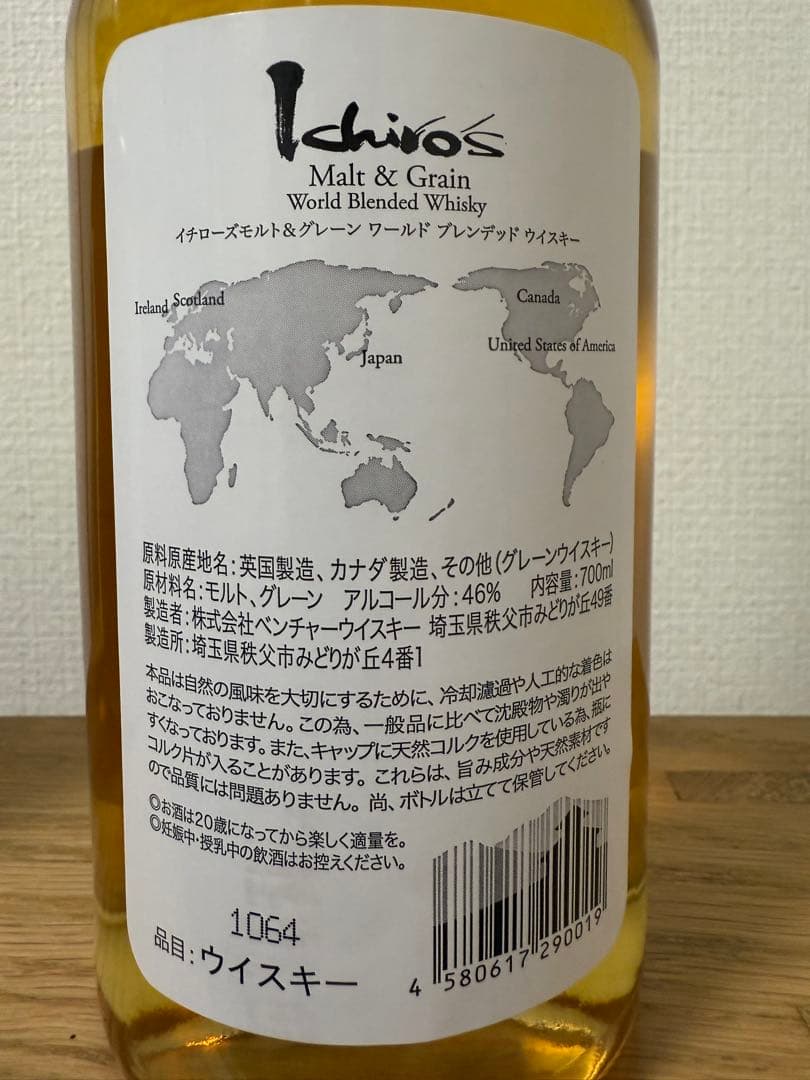 Ichiro's
Malt & Grain
World Blended Whisky
イチローズモルト&グレーン ワールド ブレンデッド ウイスキー
Ireland Scotland
Canada
Japan
United States of America
原料原産地名:英国製造、カナダ製造、その他(グレーンウイスキー)
原材料名:モルト、グレーン アルコール分:46% 内容量:700ml
製造者:株式会社ベンチャーウイスキー 埼玉県秩父市みどりが丘49番
製造所:埼玉県秩父市みどりが丘4番1
本品は自然の風味を大切にするために、冷却濾過や人工的な着色は
おこなっておりません。この為、一般品に比べて沈殿物や濁りが出や
すくなっております。また、キャップに天然コルクを使用している為、瓶に
コルク片が入ることがあります。これらは、旨み成分や天然素材です
ので品質には問題ありません。尚、ボトルは立てて保管してください。
◎お酒は20歳になってから楽しく適量を。
◎妊娠中・授乳中の飲酒はお控えください。
1064
品目:ウイスキー
4 580617 290019